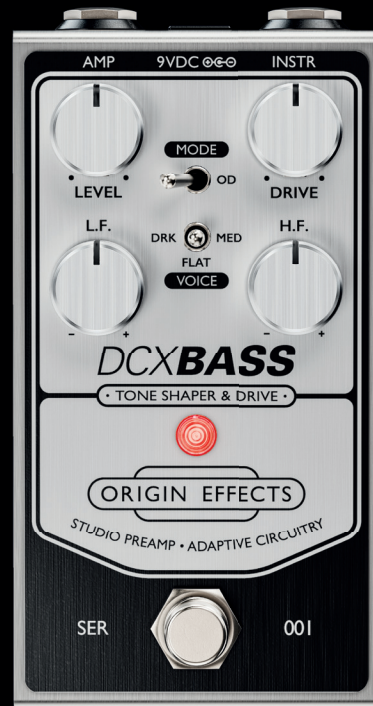 AMP 9VDC INSTR
MODE
OD
LEVEL DRIVE
L.F. H.F.
DRK MED
FLAT
VOICE
- + - +
DCXBASS
• TONE SHAPER & DRIVE •
ORIGIN EFFECTS
STUDIO PREAMP • ADAPTIVE CIRCUITRY
SER 001